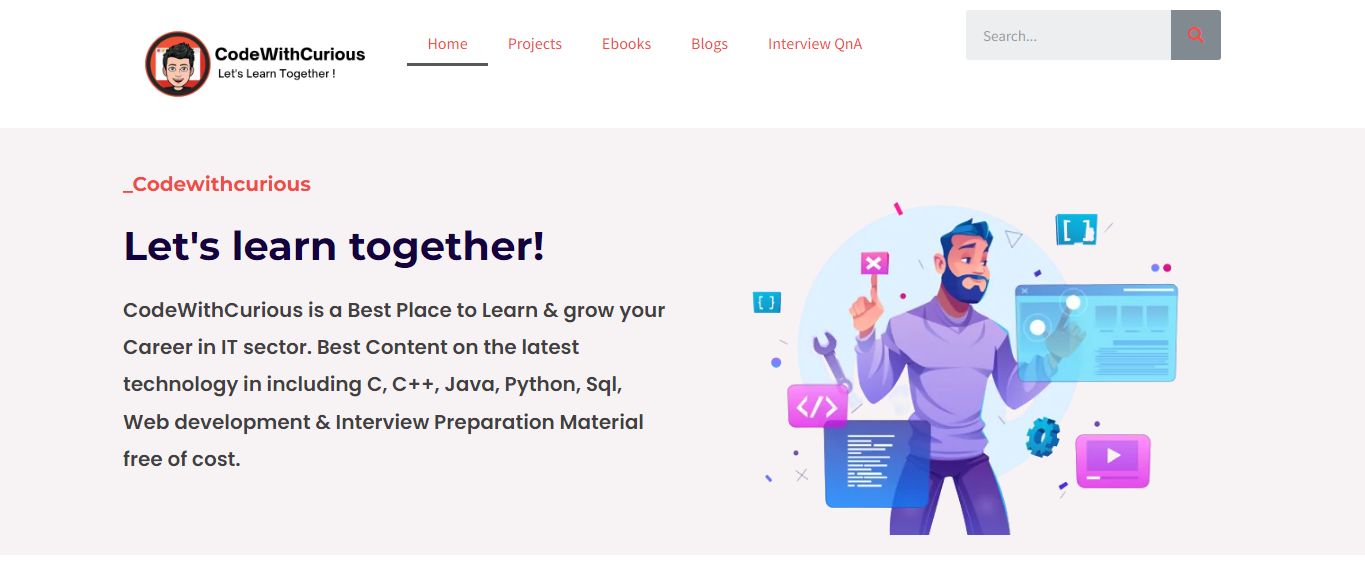 CodeWithCurious
Let's Learn Together !
Home
Projects
Ebooks
Blogs
Interview QnA
Search...
_Codewithcurious
Let's learn together!
CodeWithCurious is a Best Place to Learn & grow your
Career in IT sector. Best Content on the latest
technology in including C, C++, Java, Python, Sql,
Web development & Interview Preparation Material
free of cost.
[ ]
{ }
</>